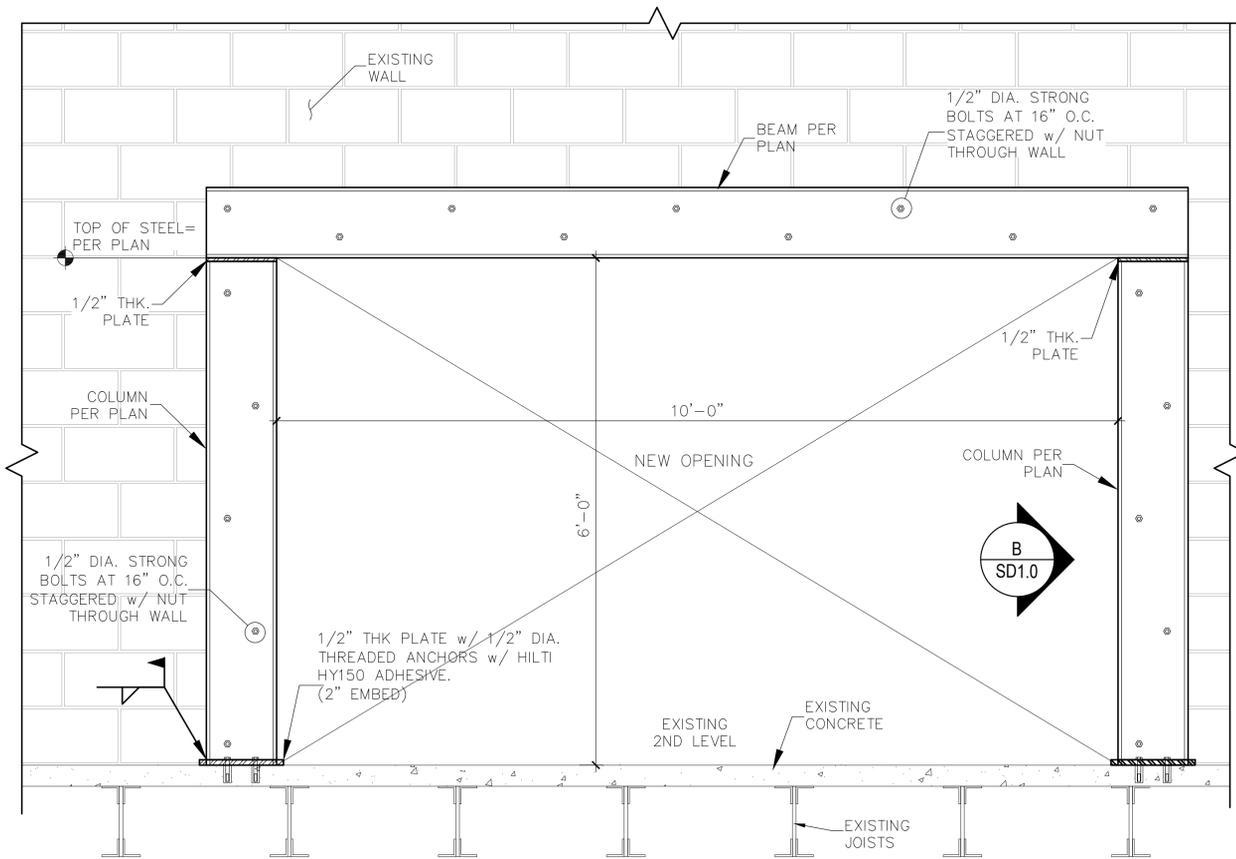 EXISTING
WALL
1/2" DIA. STRONG
BOLTS AT 16" O.C.
STAGGERED w/ NUT
THROUGH WALL
BEAM PER
PLAN
TOP OF STEEL=
PER PLAN
1/2" THK.
PLATE
1/2" THK.
PLATE
COLUMN
PER PLAN
10'-0"
NEW OPENING
COLUMN PER
PLAN
6'-0"
B
SD1.0
1/2" DIA. STRONG
BOLTS AT 16" O.C.
STAGGERED w/ NUT
THROUGH WALL
1/2" THK PLATE w/ 1/2" DIA.
THREADED ANCHORS w/ HILTI
HY150 ADHESIVE.
(2" EMBED)
EXISTING
2ND LEVEL
EXISTING
CONCRETE
EXISTING
JOISTS